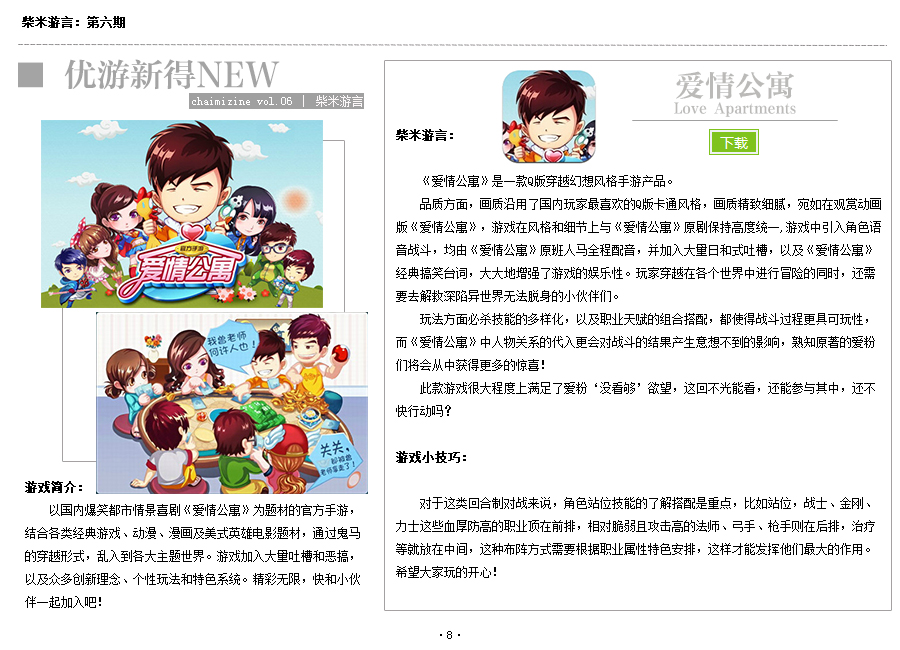 柴米游言：第六期
优游新得NEW
chaimizine vol.06 | 柴米游言
官方手游
爱情公寓
我曾老师
何许人也！
关关，
配和曾
老师富走了！
游戏简介：
以国内爆笑都市情景喜剧《爱情公寓》为题材的官方手游，
结合各类经典游戏、动漫、漫画及美式英雄电影题材，通过鬼马
的穿越形式，乱入到各大主题世界。游戏加入大量吐槽和恶搞，
以及众多创新理念、个性玩法和特色系统。精彩无限，快和小伙
伴一起加入吧！
爱情公寓
Love Apartments
下载
柴米游言：
《爱情公寓》是一款Q版穿越幻想风格手游产品。
品质方面，画质沿用了国内玩家最喜欢的Q版卡通风格，画质精致细腻，宛如在观赏动画
版《爱情公寓》，游戏在风格和细节上与《爱情公寓》原剧保持高度统一,游戏中引入角色语
音战斗，均由《爱情公寓》原班人马全程配音，并加入大量日和式吐槽，以及《爱情公寓》
经典搞笑台词，大大地增强了游戏的娱乐性。玩家穿越在各个世界中进行冒险的同时，还需
要去解救深陷异世界无法脱身的小伙伴们。
玩法方面必杀技能的多样化，以及职业天赋的组合搭配，都使得战斗过程更具可玩性，
而《爱情公寓》中人物关系的代入更会对战斗的结果产生意想不到的影响，熟知原著的爱粉
们将会从中获得更多的惊喜！
此款游戏很大程度上满足了爱粉‘没看够’欲望，这回不光能看，还能参与其中，还不
快行动吗？
游戏小技巧：
对于这类回合制对战来说，角色站位技能的了解搭配是重点，比如站位，战士、金刚、
力士这些血厚防高的职业顶在前排，相对脆弱且攻击高的法师、弓手、枪手则在后排，治疗
等就放在中间，这种布阵方式需要根据职业属性特色安排，这样才能发挥他们最大的作用。
希望大家玩的开心！
·8·